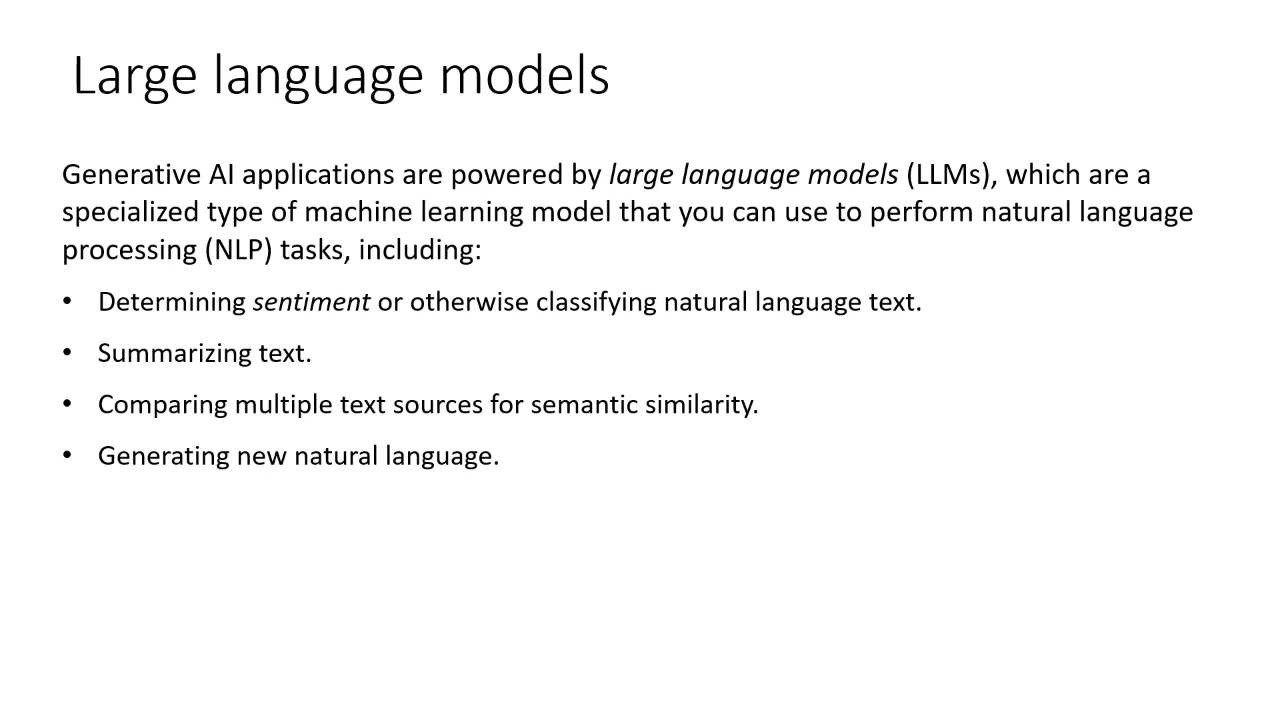 Large language models
Generative AI applications are powered by large language models (LLMs), which are a
specialized type of machine learning model that you can use to perform natural language
processing (NLP) tasks, including:
• Determining sentiment or otherwise classifying natural language text.
• Summarizing text.
• Comparing multiple text sources for semantic similarity.
• Generating new natural language.